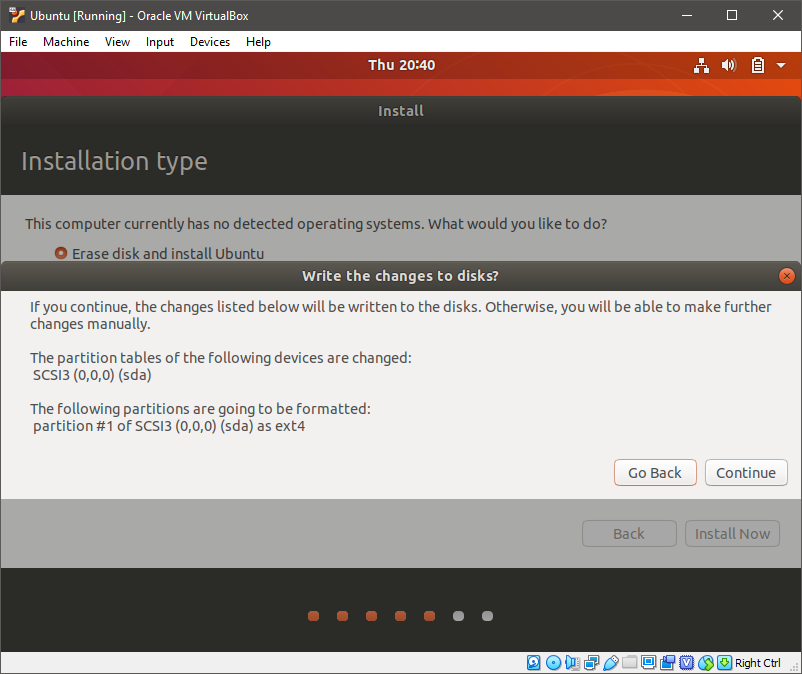 Ubuntu [Running] - Oracle VM VirtualBox
File Machine View Input Devices Help
Thu 20:40
Install
Installation type
This computer currently has no detected operating systems. What would you like to do?
Erase disk and install Ubuntu
Write the changes to disks?
If you continue, the changes listed below will be written to the disks. Otherwise, you will be able to make further
changes manually.
The partition tables of the following devices are changed:
SCSI3 (0,0,0) (sda)
The following partitions are going to be formatted:
partition #1 of SCSI3 (0,0,0) (sda) as ext4
Go Back Continue
Back Install Now
Right Ctrl